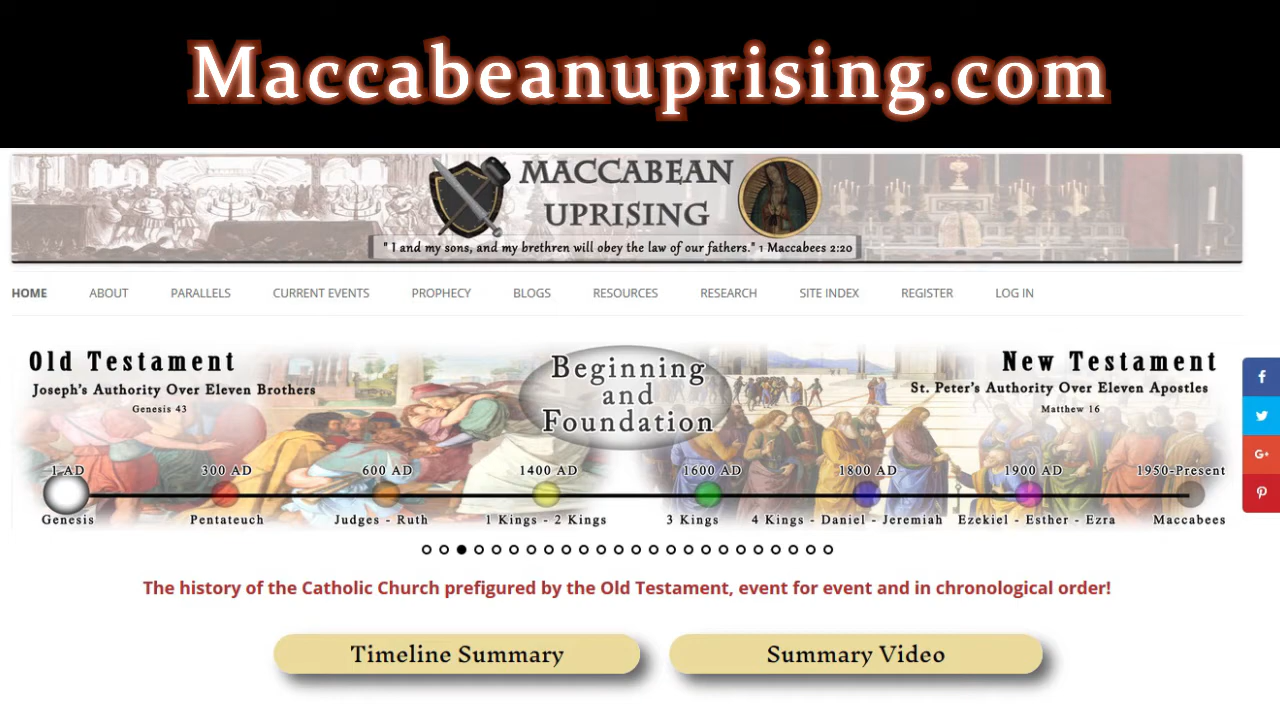 Maccabeanuprising.com
MACCABEAN
UPRISING
" I and my sons, and my brethren will obey the law of our fathers." 1 Maccabees 2:20
HOME ABOUT PARALLELS CURRENT EVENTS PROPHECY BLOGS RESOURCES RESEARCH SITE INDEX REGISTER LOG IN
Old Testament
Joseph's Authority Over Eleven Brothers
Genesis 43
Beginning
and
Foundation
New Testament
St. Peter's Authority Over Eleven Apostles
Matthew 16
1 AD 300 AD 600 AD 1400 AD 1600 AD 1800 AD 1900 AD 1950-Present
Genesis Pentateuch Judges - Ruth 1 Kings - 2 Kings 3 Kings 4 Kings - Daniel - Jeremiah Ezekiel - Esther - Ezra Maccabees
The history of the Catholic Church prefigured by the Old Testament, event for event and in chronological order!
Timeline Summary Summary Video